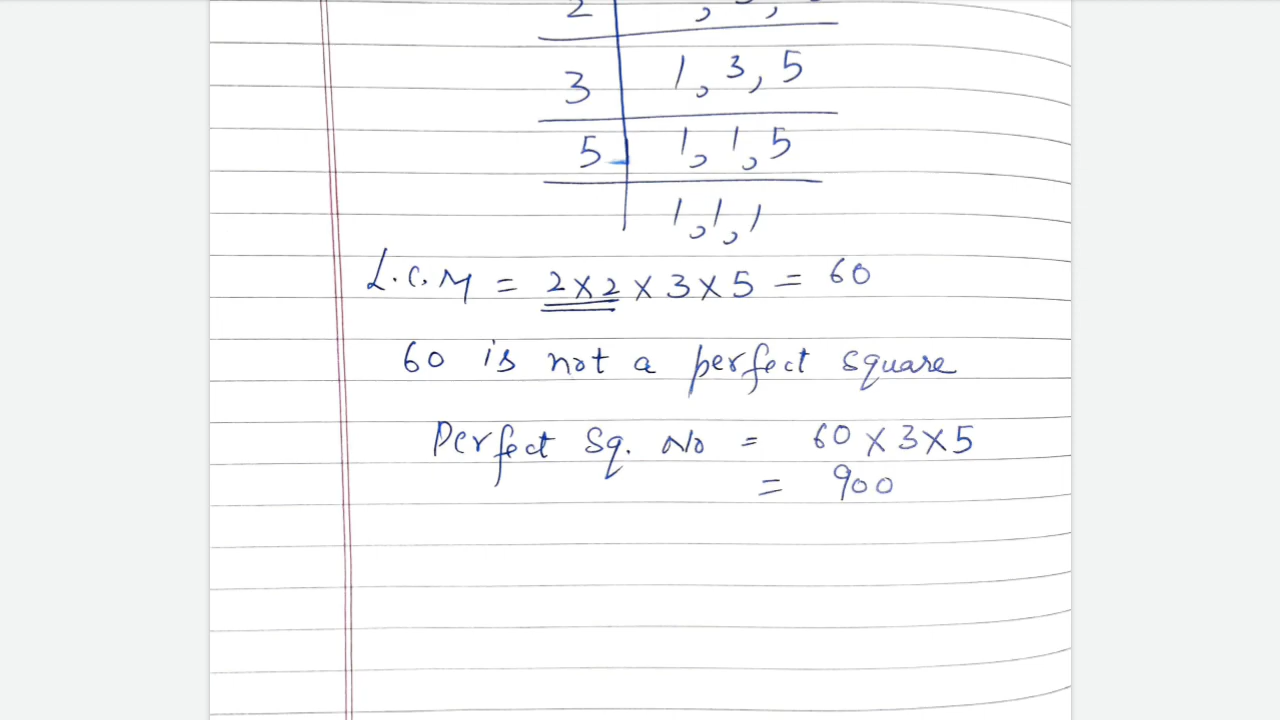 2
3 1, 3, 5
5 1, 1, 5
1, 1, 1
L.C.M = 2×2×3×5 = 60
60 is not a perfect square
Perfect Sq. No = 60×3×5
= 900